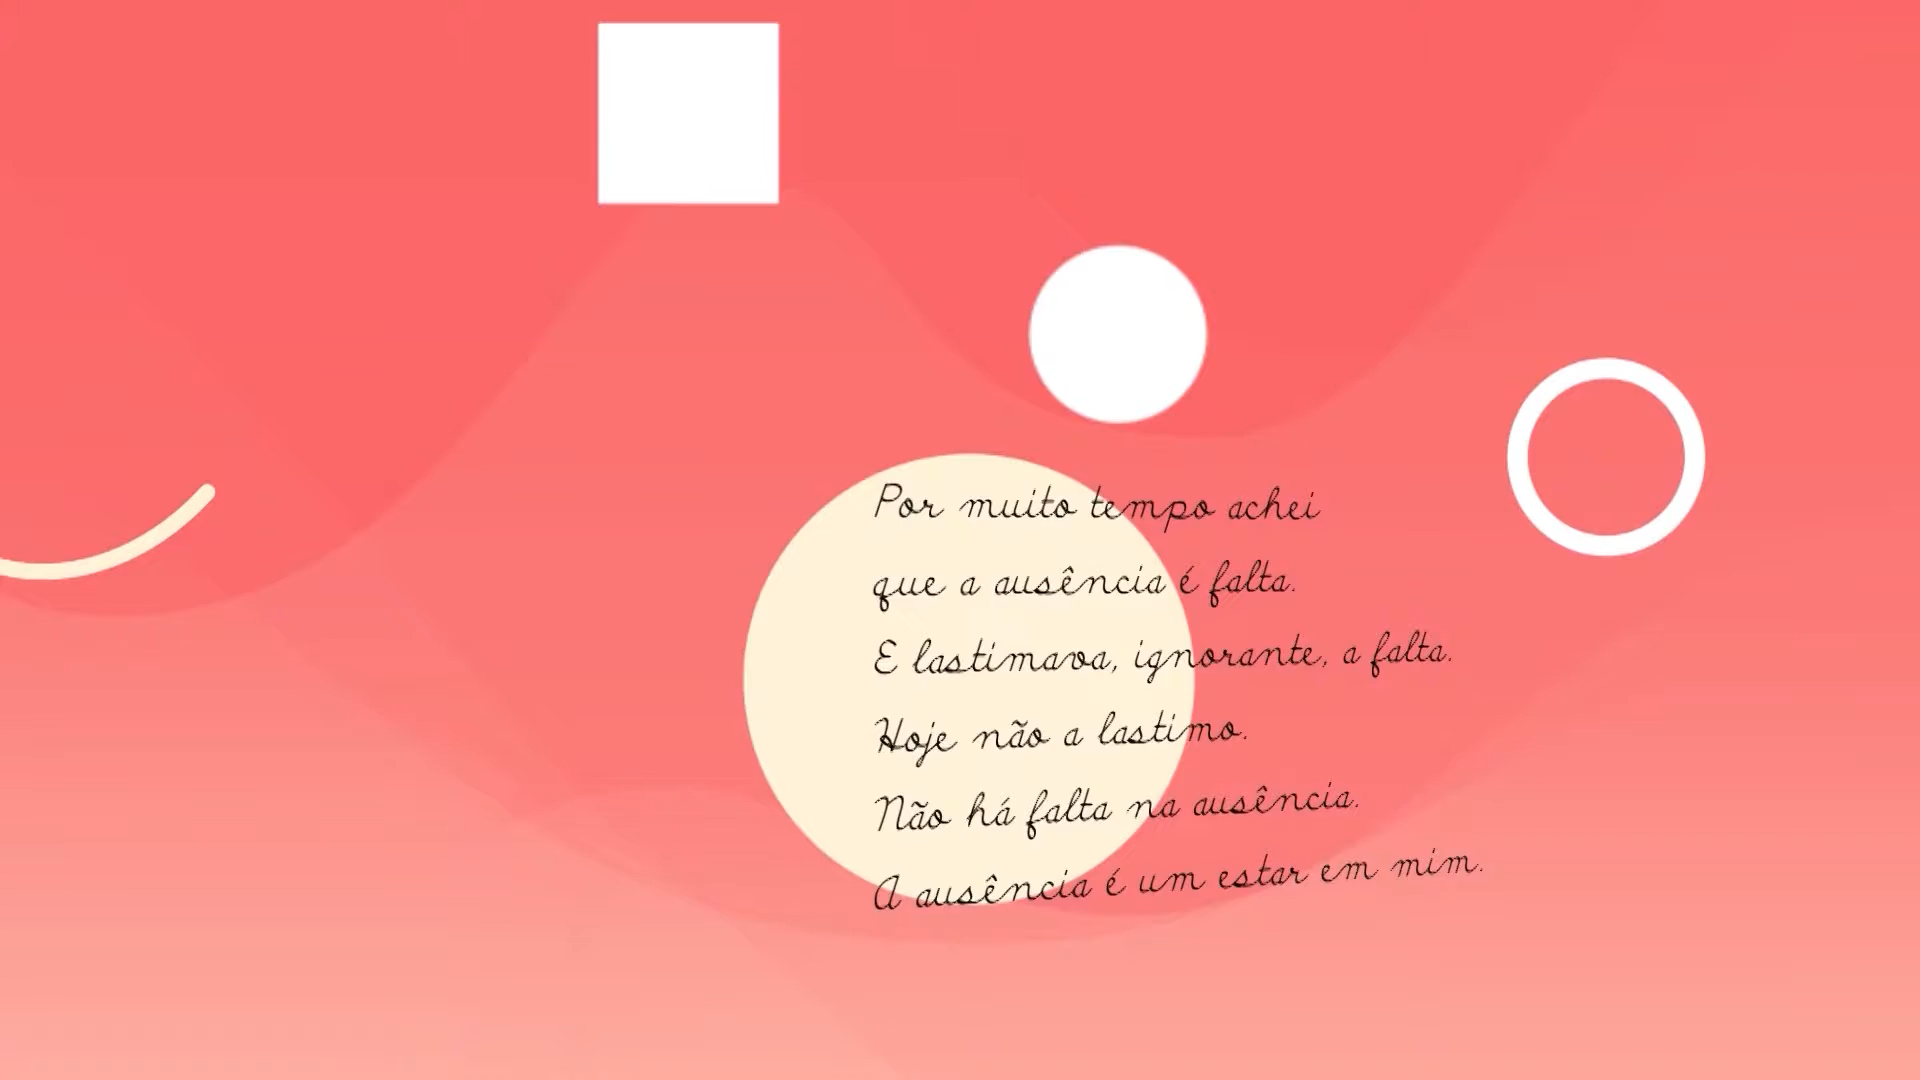 Por muito tempo achei
que a ausência é falta.
E lastimava, ignorante, a falta.
Hoje não a lastimo.
Não há falta na ausência.
A ausência é um estar em mim.